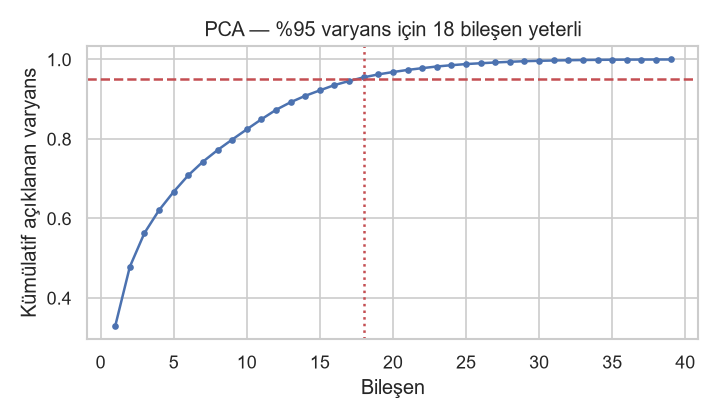 PCA — %95 varyans için 18 bileşen yeterli
Kümülatif açıklanan varyans
1.0
0.8
0.6
0.4
0 5 10 15 20 25 30 35 40
Bileşen